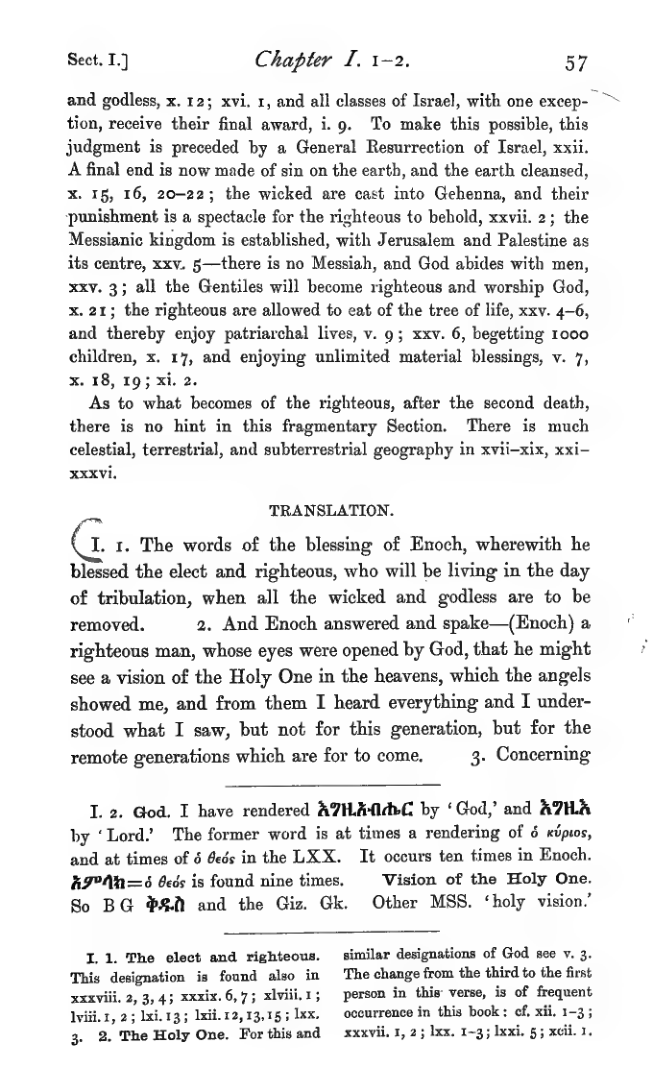 Sect. I.] Chapter I. 1–2. 57
and godless, x. 12; xvi. 1, and all classes of Israel, with one excep-
tion, receive their final award, i. 9. To make this possible, this
judgment is preceded by a General Resurrection of Israel, xxii.
A final end is now made of sin on the earth, and the earth cleansed,
x. 15, 16, 20–22; the wicked are cast into Gehenna, and their
punishment is a spectacle for the righteous to behold, xxvii. 2; the
Messianic kingdom is established, with Jerusalem and Palestine as
its centre, xxv. 5—there is no Messiah, and God abides with men,
xxv. 3; all the Gentiles will become righteous and worship God,
x. 21; the righteous are allowed to eat of the tree of life, xxv. 4–6,
and thereby enjoy patriarchal lives, v. 9; xxv. 6, begetting 1000
children, x. 17, and enjoying unlimited material blessings, v. 7,
x. 18, 19; xi. 2.
As to what becomes of the righteous, after the second death,
there is no hint in this fragmentary Section. There is much
celestial, terrestrial, and subterrestrial geography in xvii–xix, xxi–
xxxvi.
TRANSLATION.
I. 1. The words of the blessing of Enoch, wherewith he
blessed the elect and righteous, who will be living in the day
of tribulation, when all the wicked and godless are to be
removed. 2. And Enoch answered and spake—(Enoch) a
righteous man, whose eyes were opened by God, that he might
see a vision of the Holy One in the heavens, which the angels
showed me, and from them I heard everything and I under-
stood what I saw, but not for this generation, but for the
remote generations which are for to come. 3. Concerning
I. 2. God. I have rendered እግዚአብሔር by ‘God,’ and እግዚእ
by ‘Lord.’ The former word is at times a rendering of ὁ κύριος,
and at times of ὁ θεός in the LXX. It occurs ten times in Enoch.
አምላክ=ὁ θεός is found nine times. Vision of the Holy One.
So B G ቅዱስ and the Giz. Gk. Other MSS. ‘holy vision.’
I. 1. The elect and righteous.
This designation is found also in
xxxviii. 2, 3, 4; xxxix. 6, 7; xlviii. 1;
lviii. 1, 2; lxi. 13; lxii. 12, 13, 15; lxx.
3. 2. The Holy One. For this and
similar designations of God see v. 3.
The change from the third to the first
person in this verse, is of frequent
occurrence in this book: cf. xii. 1–3;
xxxvii. 1, 2; lxx. 1–3; lxxi. 5; xcii. 1.